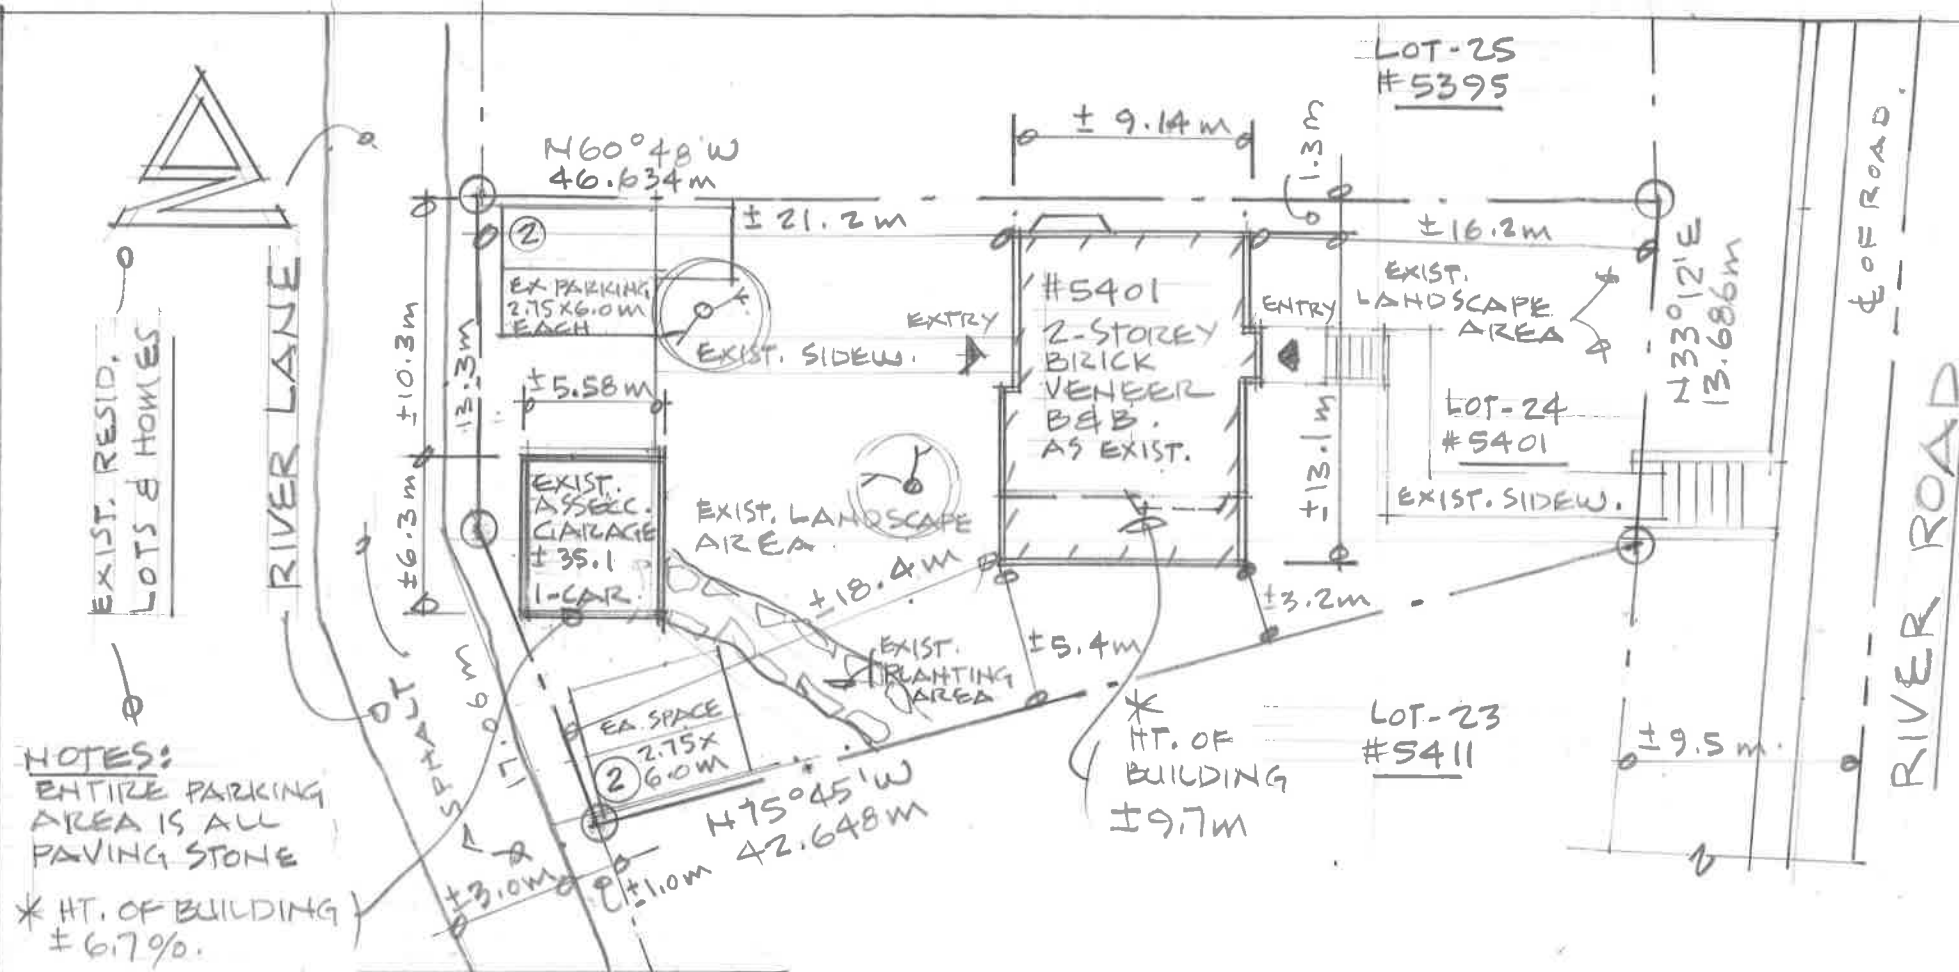 LOT-25
#5395
± 9.14 m
1.3m
N60°48'W
46.634m
± 21.2 m
±16.2m
N33°12'E
13.686m
℄ OF ROAD.
RIVER ROAD
RIVER LANE
EXIST. RESID.
LOTS & HOMES
±10.3m
13.3m
±6.3m
2
EX PARKING
2.75x6.0m
EACH
EXIST. SIDEW.
EXTRY
#5401
2-STOREY
BRICK
VENEER
B&B.
AS EXIST.
ENTRY
EXIST.
LANDSCAPE
AREA
LOT-24
#5401
EXIST. SIDEW.
±13.1m
±5.58m
EXIST.
ASSECC.
GARAGE
±35.1
1-CAR
EXIST. LANDSCAPE
AREA
±18.4m
±3.2m
±5.4m
EXIST.
PLANTING
AREA
EA. SPACE
2.75x
6.0m
2
17.06m
ASPHALT
N75°45'W
42.648m
±3.0m
±1.0m
*
HT. OF
BUILDING
±9.7m
LOT-23
#5411
±9.5 m.
NOTES:
ENTIRE PARKING
AREA IS ALL
PAVING STONE
* HT. OF BUILDING
± 6.7%.